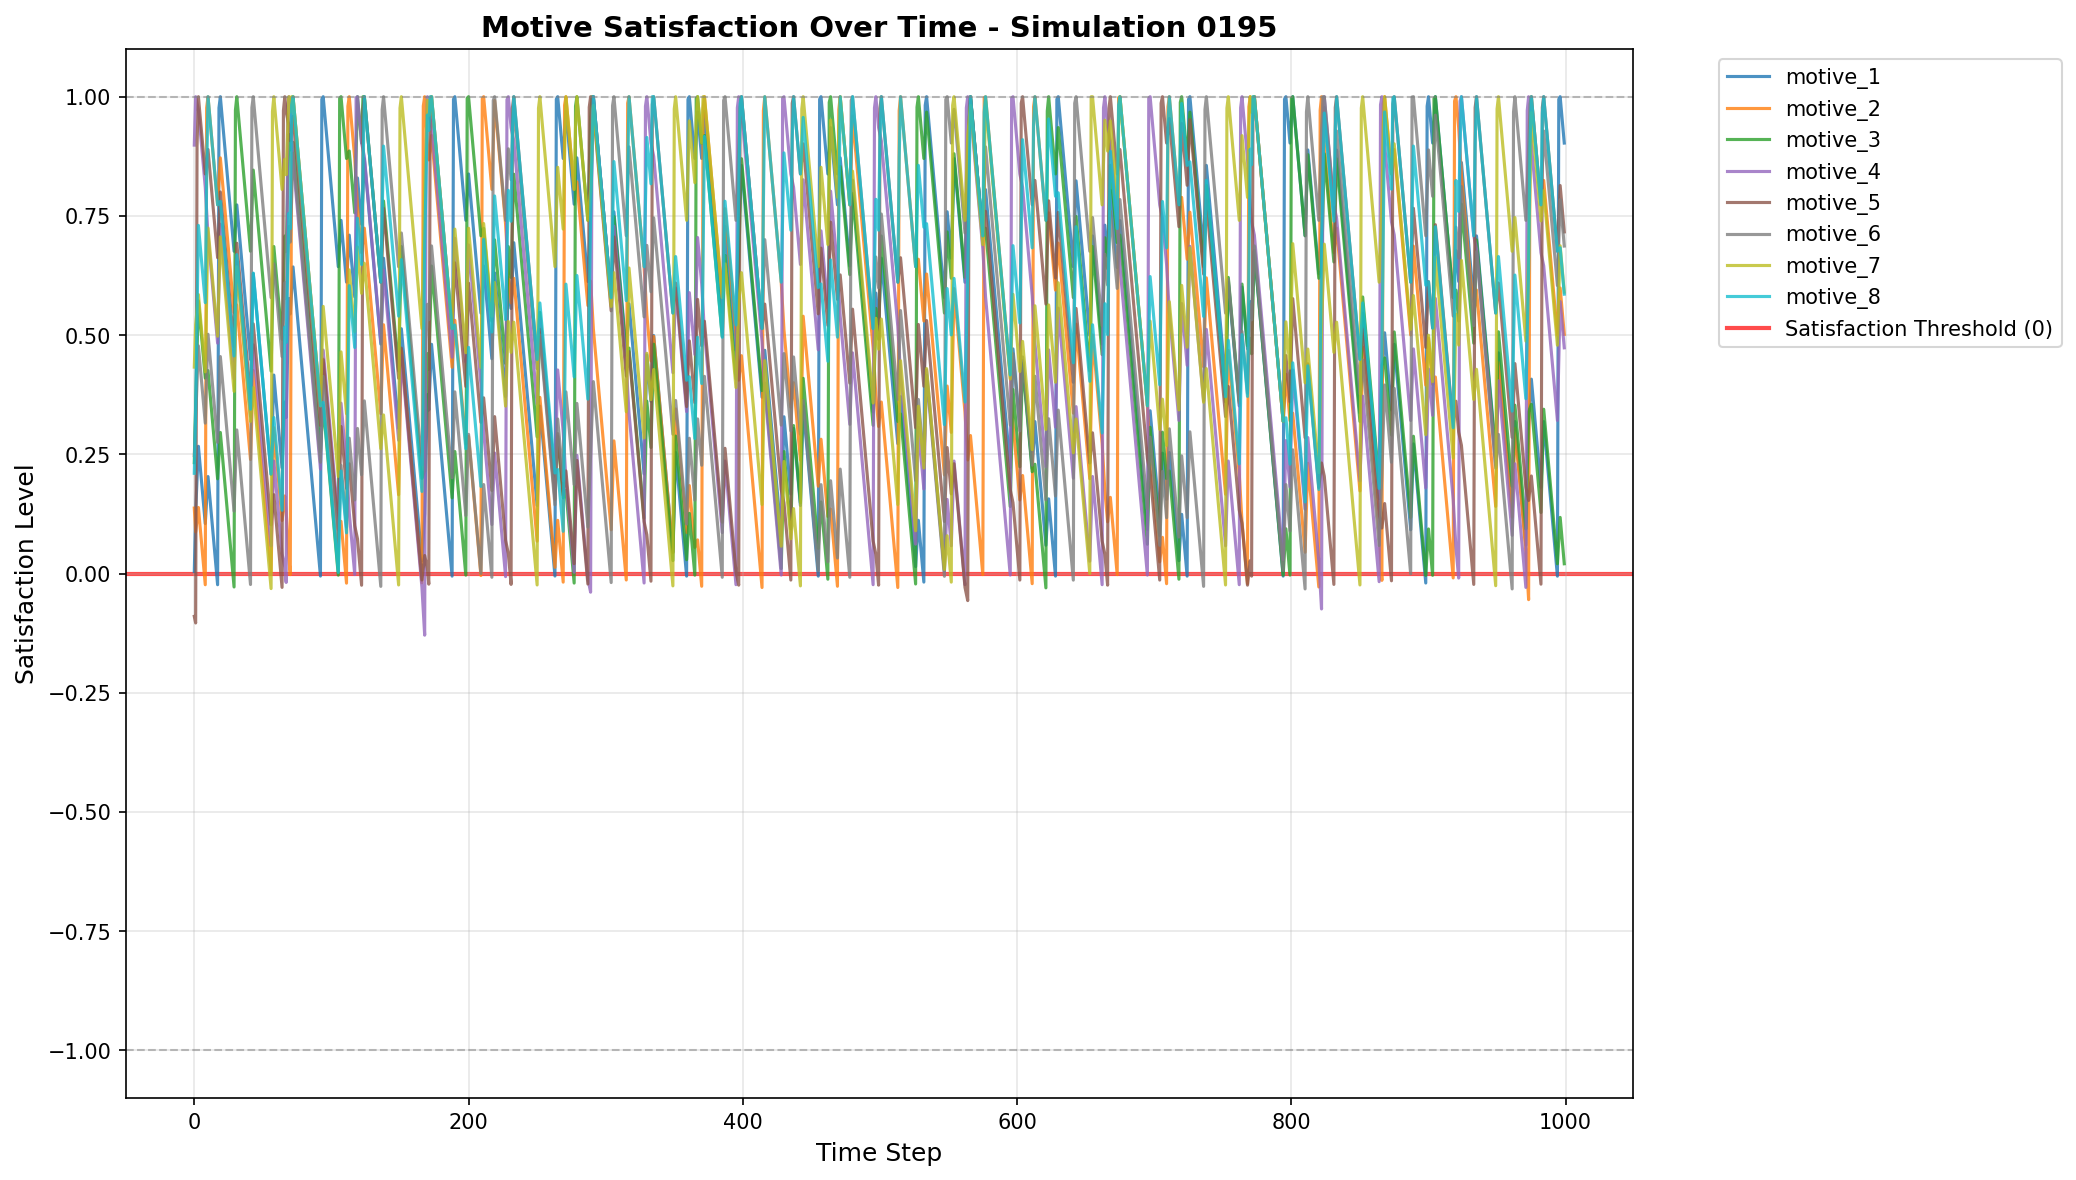 Motive Satisfaction Over Time - Simulation 0195
1.00
0.75
0.50
0.25
0.00
−0.25
−0.50
−0.75
−1.00
Satisfaction Level
0
200
400
600
800
1000
Time Step
motive_1
motive_2
motive_3
motive_4
motive_5
motive_6
motive_7
motive_8
Satisfaction Threshold (0)